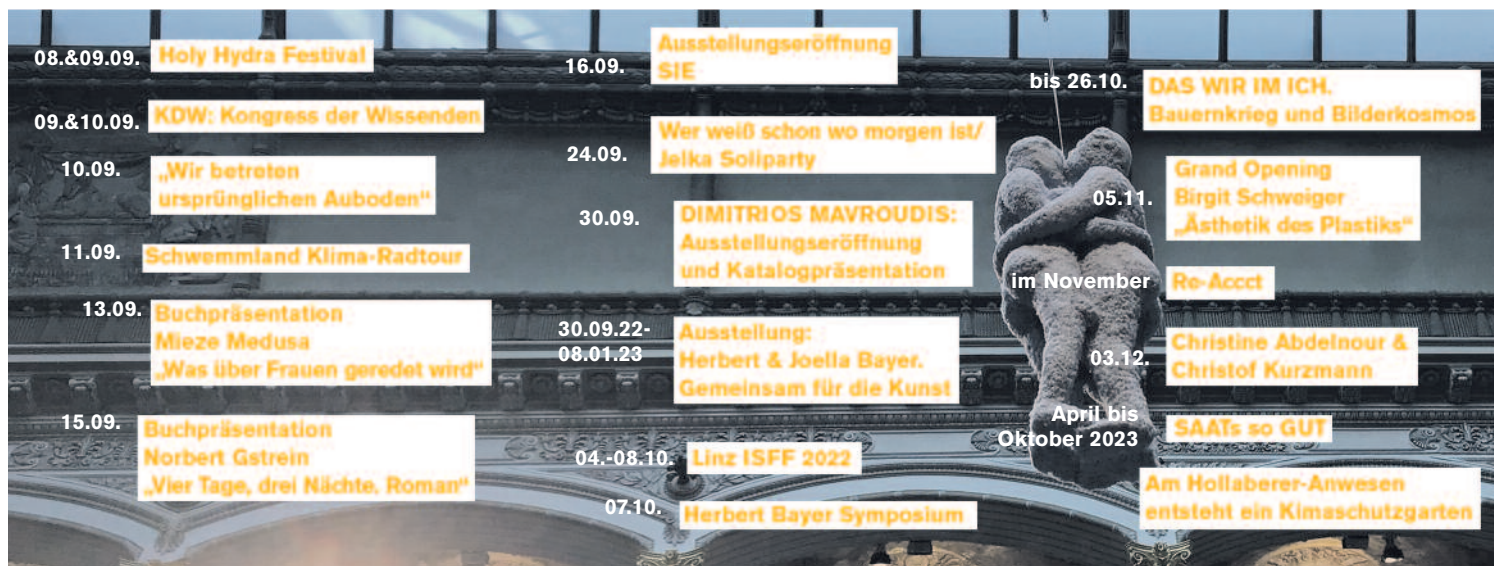 08.&09.09.
Holy Hydra Festival
09.&10.09.
KDW: Kongress der Wissenden
10.09.
„Wir betreten
ursprünglichen Auboden“
11.09.
Schwemmland Klima-Radtour
13.09.
Buchpräsentation
Mieze Medusa
„Was über Frauen geredet wird“
15.09.
Buchpräsentation
Norbert Gstrein
„Vier Tage, drei Nächte. Roman“
16.09.
Ausstellungseröffnung
SIE
24.09.
Wer weiß schon wo morgen ist/
Jelka Soliparty
30.09.
DIMITRIOS MAVROUDIS:
Ausstellungseröffnung
und Katalogpräsentation
30.09.22-
08.01.23
Ausstellung:
Herbert & Joella Bayer.
Gemeinsam für die Kunst
04.-08.10.
Linz ISFF 2022
07.10.
Herbert Bayer Symposium
bis 26.10.
DAS WIR IM ICH.
Bauernkrieg und Bilderkosmos
05.11.
Grand Opening
Birgit Schweiger
„Ästhetik des Plastiks“
im November
Re-Accct
03.12.
Christine Abdelnour &
Christof Kurzmann
April bis
Oktober 2023
SAATs so GUT
Am Hollaberer-Anwesen
entsteht ein Kimaschutzgarten